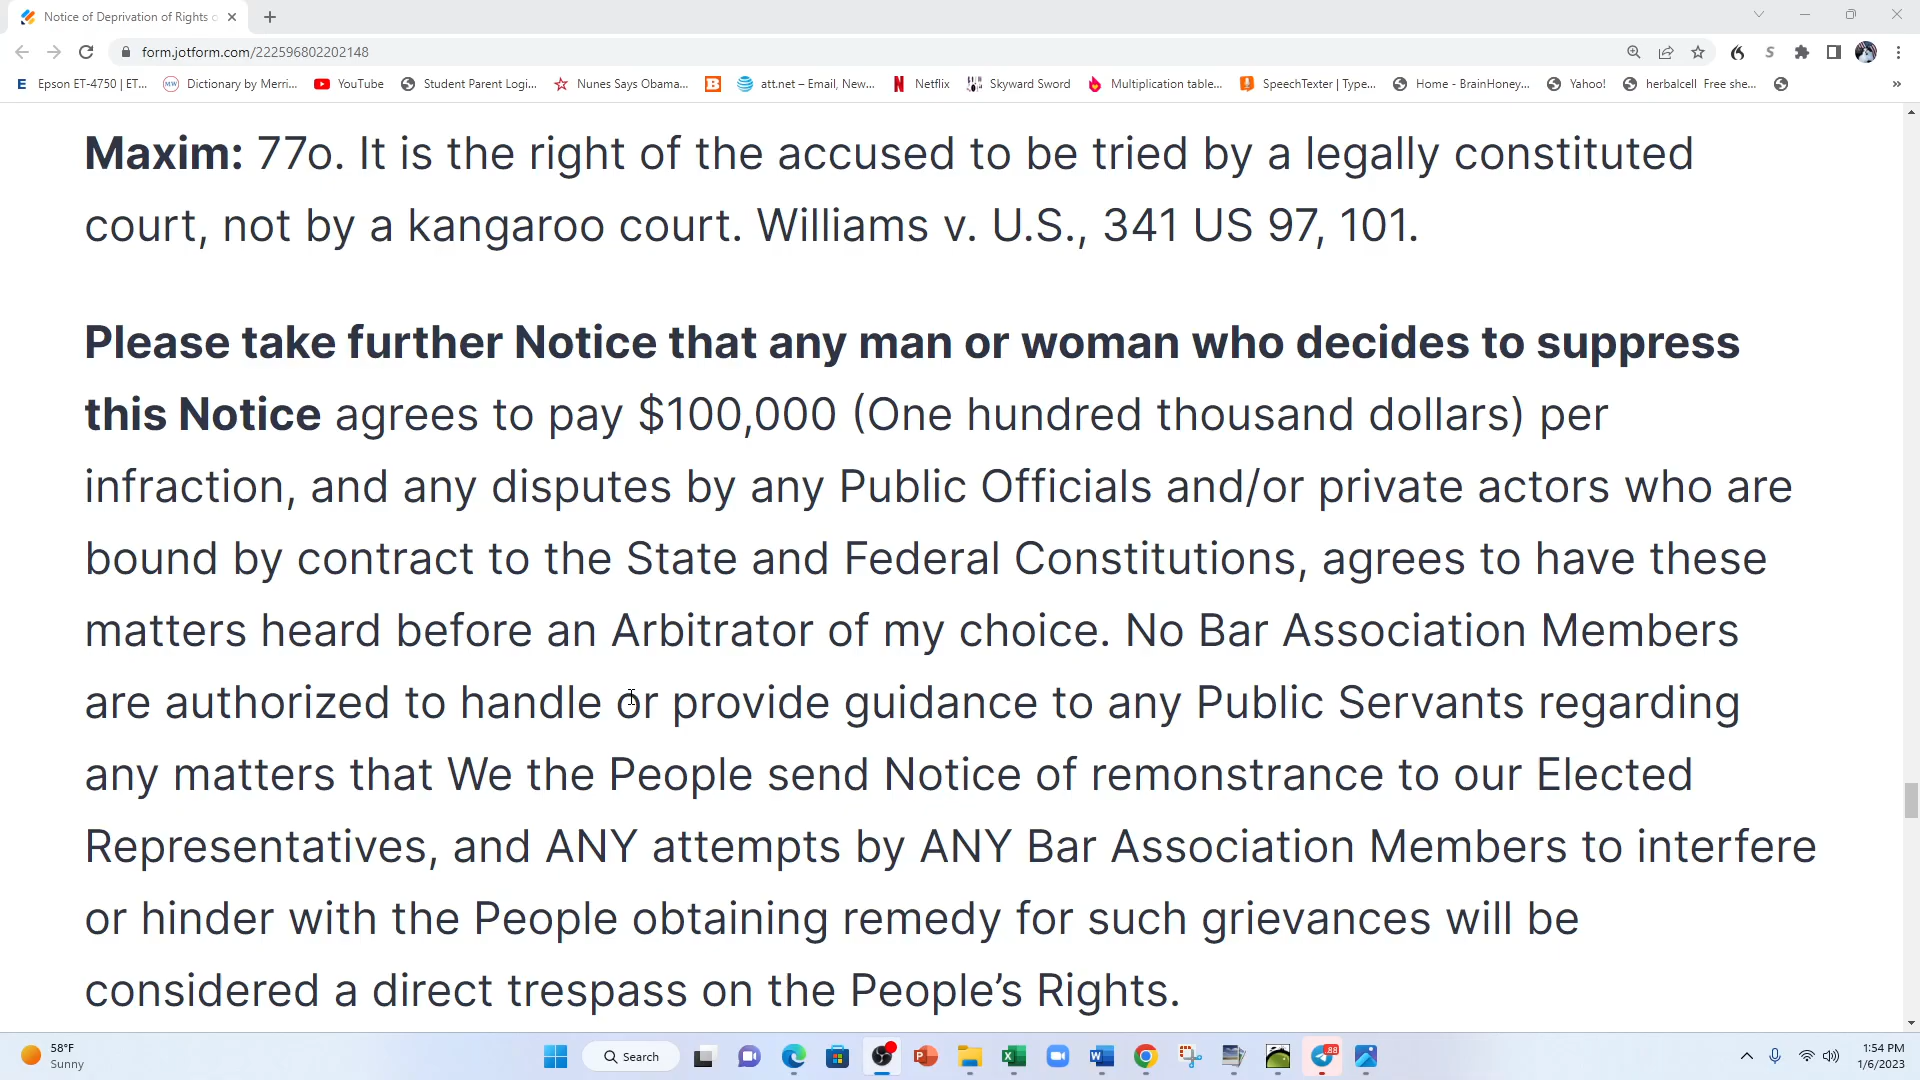 Notice of Deprivation of Rights o
form.jotform.com/222596802202148
Epson ET-4750 | ET... Dictionary by Merri... YouTube Student Parent Logi... Nunes Says Obama... att.net – Email, New... Netflix Skyward Sword Multiplication table... SpeechTexter | Type... Home - BrainHoney... Yahoo! herbalcell Free she... »
Maxim: 77o. It is the right of the accused to be tried by a legally constituted
court, not by a kangaroo court. Williams v. U.S., 341 US 97, 101.
Please take further Notice that any man or woman who decides to suppress
this Notice agrees to pay $100,000 (One hundred thousand dollars) per
infraction, and any disputes by any Public Officials and/or private actors who are
bound by contract to the State and Federal Constitutions, agrees to have these
matters heard before an Arbitrator of my choice. No Bar Association Members
are authorized to handle or provide guidance to any Public Servants regarding
any matters that We the People send Notice of remonstrance to our Elected
Representatives, and ANY attempts by ANY Bar Association Members to interfere
or hinder with the People obtaining remedy for such grievances will be
considered a direct trespass on the People’s Rights.
58°F
Sunny
Search
88
1:54 PM
1/6/2023